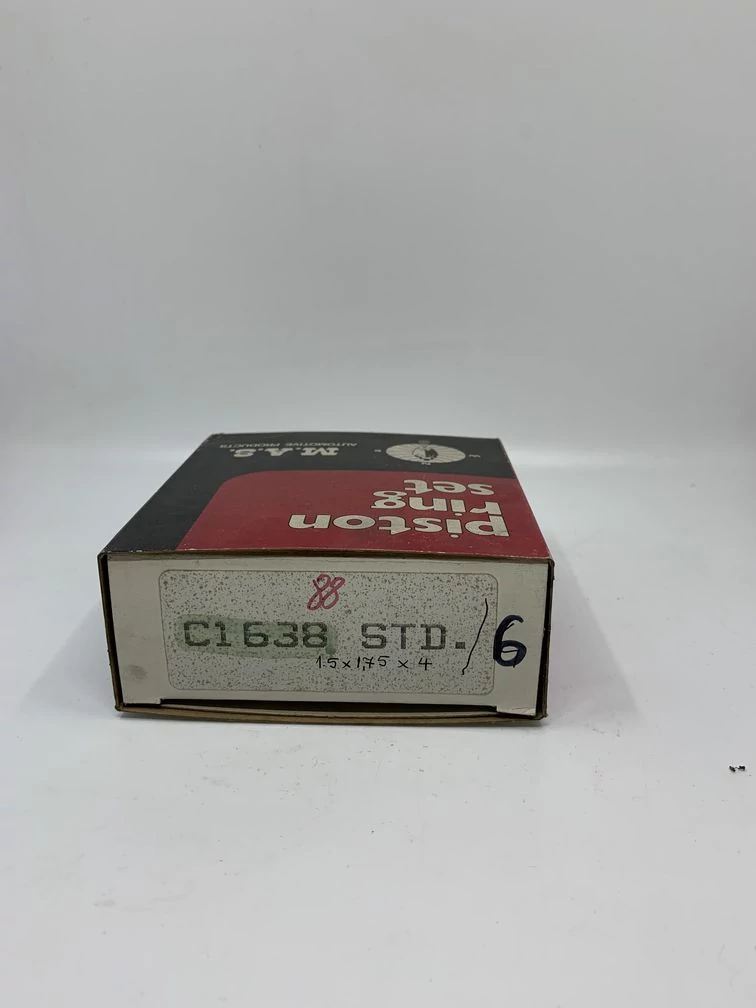 M.A.S.
AUTOMOTIVE PRODUCTS
piston
ring
set
88
C1638 STD. / 6
1.5 x 1,75 x 4